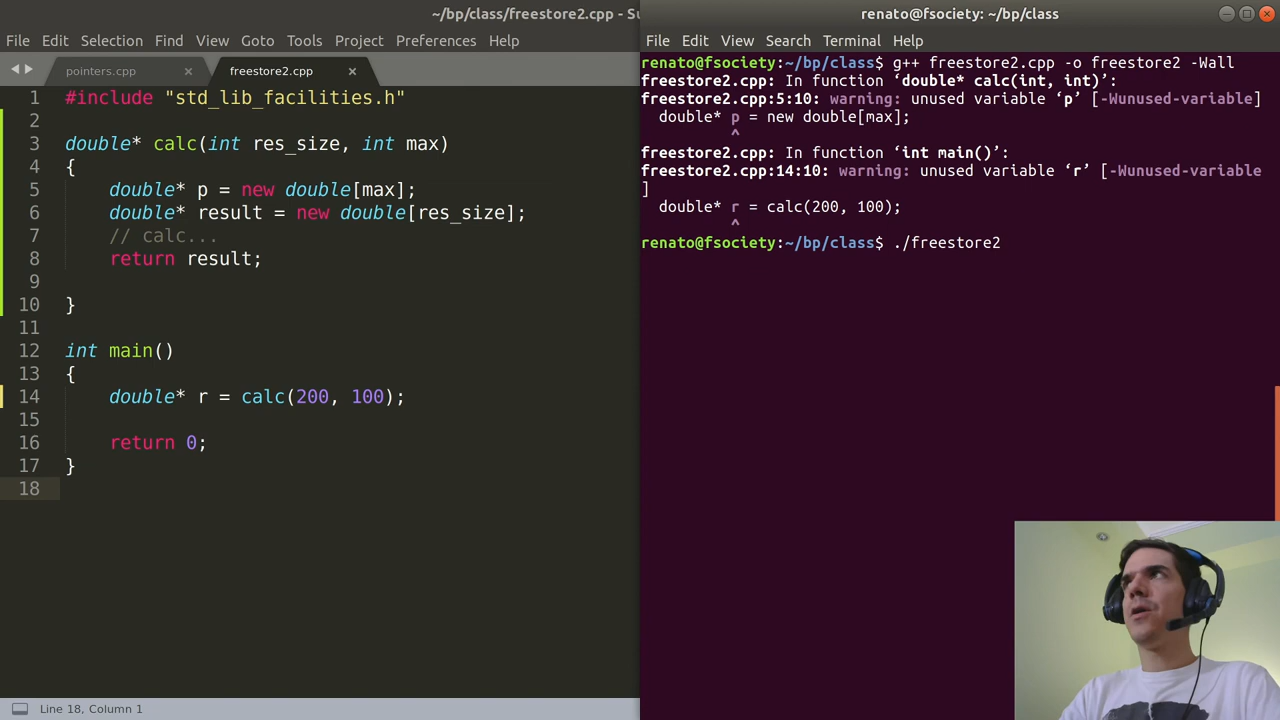 ~/bp/class/freestore2.cpp - Su
File Edit Selection Find View Goto Tools Project Preferences Help
pointers.cpp × freestore2.cpp ×
1 #include "std_lib_facilities.h"
2
3 double* calc(int res_size, int max)
4 {
5 double* p = new double[max];
6 double* result = new double[res_size];
7 // calc...
8 return result;
9
10 }
11
12 int main()
13 {
14 double* r = calc(200, 100);
15
16 return 0;
17 }
18
Line 18, Column 1
renato@fsociety: ~/bp/class
File Edit View Search Terminal Help
renato@fsociety:~/bp/class$ g++ freestore2.cpp -o freestore2 -Wall
freestore2.cpp: In function ‘double* calc(int, int)’:
freestore2.cpp:5:10: warning: unused variable ‘p’ [-Wunused-variable]
double* p = new double[max];
^
freestore2.cpp: In function ‘int main()’:
freestore2.cpp:14:10: warning: unused variable ‘r’ [-Wunused-variable
]
double* r = calc(200, 100);
^
renato@fsociety:~/bp/class$ ./freestore2